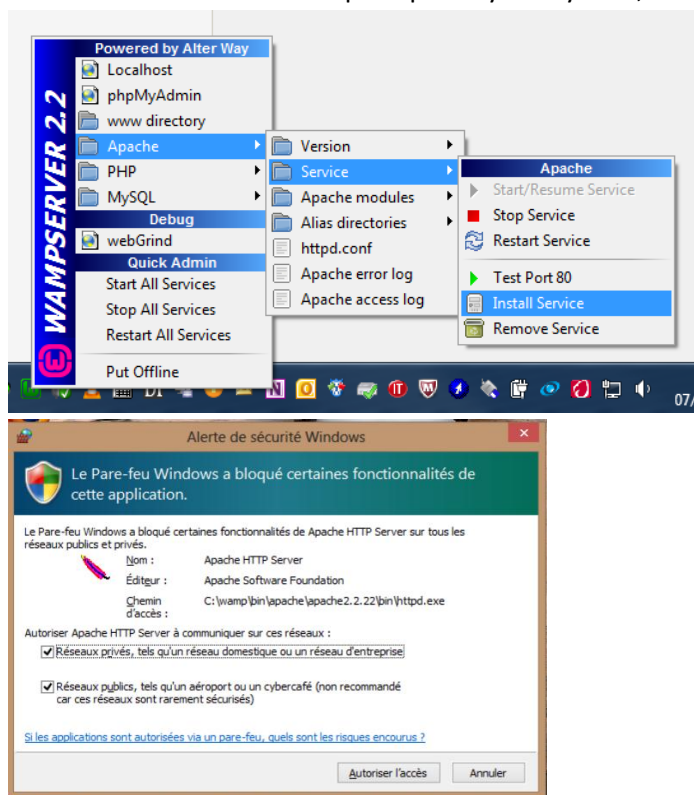 Powered by Alter Way
WAMPSERVER 2.2
Localhost
phpMyAdmin
www directory
Apache
PHP
MySQL
Debug
webGrind
Quick Admin
Start All Services
Stop All Services
Restart All Services
Put Offline
Version
Service
Apache modules
Alias directories
httpd.conf
Apache error log
Apache access log
Apache
Start/Resume Service
Stop Service
Restart Service
Test Port 80
Install Service
Remove Service
07/
Alerte de sécurité Windows
Le Pare-feu Windows a bloqué certaines fonctionnalités de
cette application.
Le Pare-feu Windows a bloqué certaines fonctionnalités de Apache HTTP Server sur tous les
réseaux publics et privés.
Nom : Apache HTTP Server
Éditeur : Apache Software Foundation
Chemin C:\wamp\bin\apache\apache2.2.22\bin\httpd.exe
d'accès :
Autoriser Apache HTTP Server à communiquer sur ces réseaux :
Réseaux privés, tels qu'un réseau domestique ou un réseau d'entreprise
Réseaux publics, tels qu'un aéroport ou un cybercafé (non recommandé
car ces réseaux sont rarement sécurisés)
Si les applications sont autorisées via un pare-feu, quels sont les risques encourus ?
Autoriser l'accès Annuler